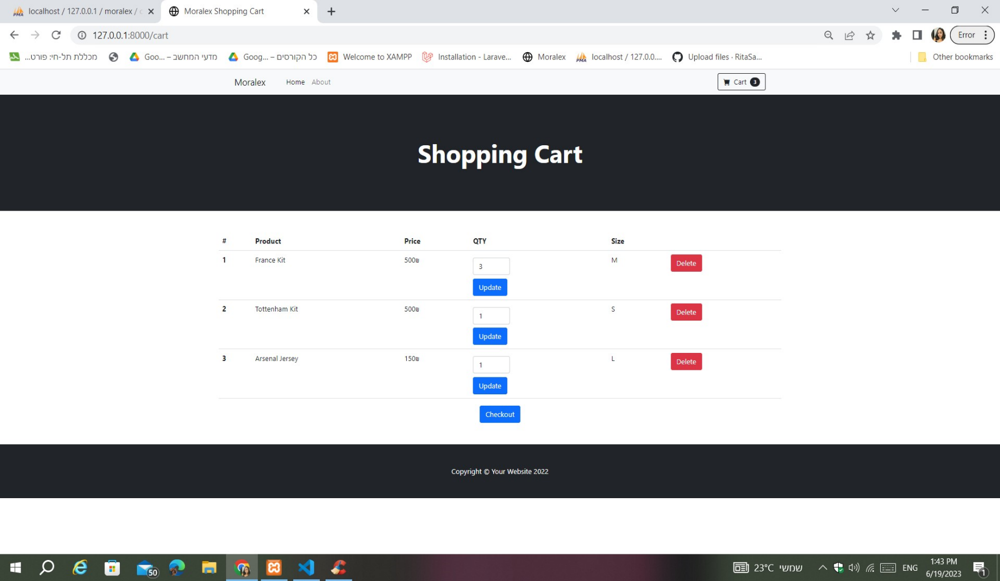 localhost / 127.0.0.1 / moralex / c
Moralex Shopping Cart
127.0.0.1:8000/cart
Error
מכללת תל-חי: פורט...
מדעי המחשב – Goo...
כל הקורסים – Goog...
Welcome to XAMPP
Installation - Larave...
Moralex
localhost / 127.0.0....
Upload files · RitaSa...
Other bookmarks
Moralex
Home
About
Cart 3
Shopping Cart
# Product Price QTY Size
1 France Kit 500₪ 3 M Delete
Update
2 Tottenham Kit 500₪ 1 S Delete
Update
3 Arsenal Jersey 150₪ 1 L Delete
Update
Checkout
Copyright © Your Website 2022
50
23°C שמשי
ENG
1:43 PM
6/19/2023
1